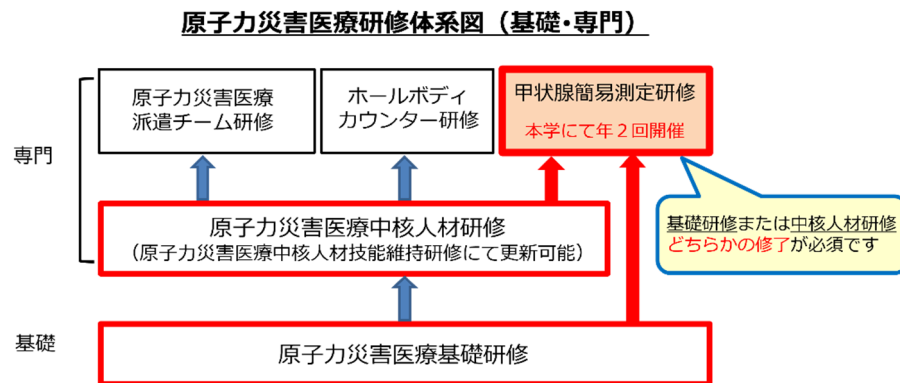 原子力災害医療研修体系図（基礎・専門）
原子力災害医療
派遣チーム研修
ホールボディ
カウンター研修
甲状腺簡易測定研修
本学にて年２回開催
専門
原子力災害医療中核人材研修
（原子力災害医療中核人材技能維持研修にて更新可能）
基礎研修または中核人材研修
どちらかの修了が必須です
基礎
原子力災害医療基礎研修